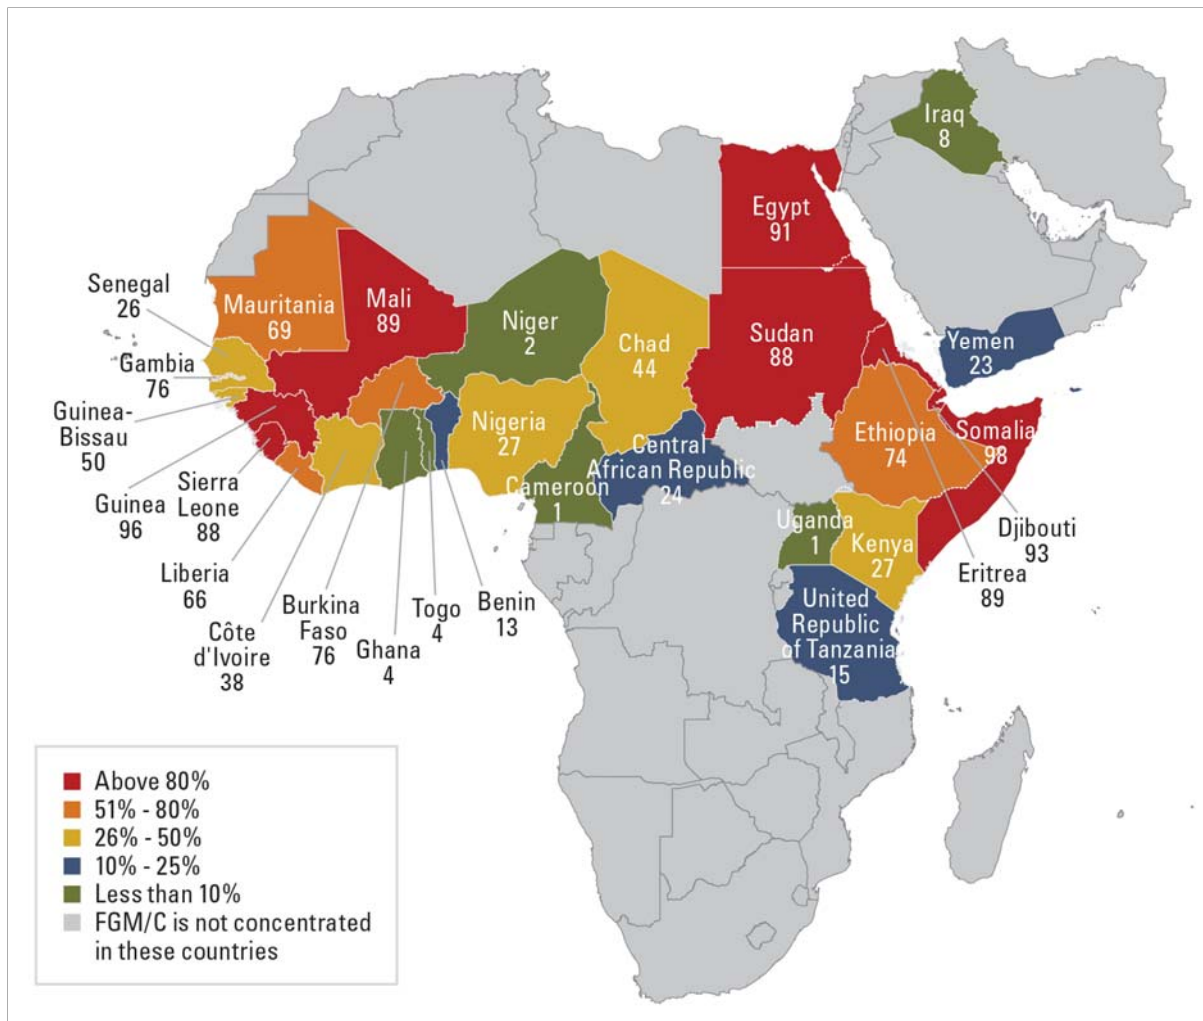 Iraq
8
Egypt
91
Senegal
26
Mauritania
69
Mali
89
Niger
2
Chad
44
Sudan
88
Yemen
23
Gambia
76
Guinea-
Bissau
50
Nigeria
27
Ethiopia
74
Somalia
98
Central
African Republic
24
Guinea
96
Sierra
Leone
88
Cameroon
1
Uganda
1
Kenya
27
Djibouti
93
Eritrea
89
Liberia
66
Côte
d'Ivoire
38
Burkina
Faso
76
Ghana
4
Togo
4
Benin
13
United
Republic
of Tanzania
15
Above 80%
51% - 80%
26% - 50%
10% - 25%
Less than 10%
FGM/C is not concentrated
in these countries